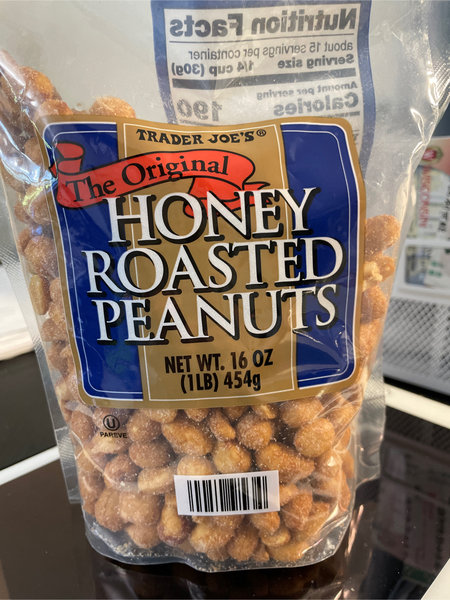 Nutrition Facts
about 15 servings per container
Serving size 1/4 cup (30g)
Amount per serving
Calories 190
TRADER JOE'S®
The Original
HONEY
ROASTED
PEANUTS
NET WT. 16 OZ
(1LB) 454g
U
PAREVE